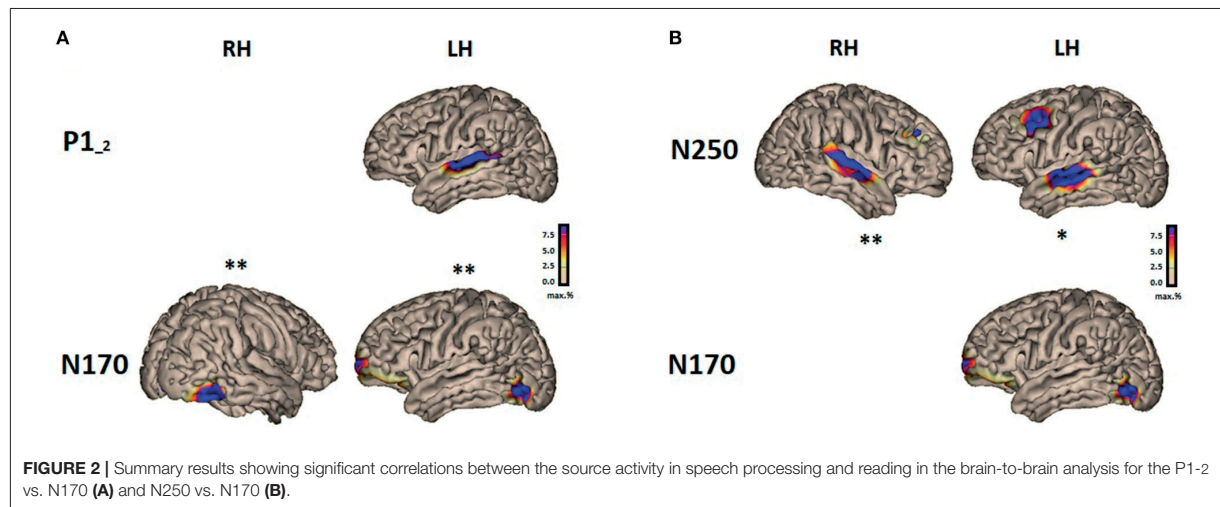 A
RH
LH
P1_2
7.5
5.0
2.5
0.0
max.%
**
**
N170
B
RH
LH
N250
**
*
7.5
5.0
2.5
0.0
max.%
N170
FIGURE 2 | Summary results showing significant correlations between the source activity in speech processing and reading in the brain-to-brain analysis for the P1-2
vs. N170 (A) and N250 vs. N170 (B).